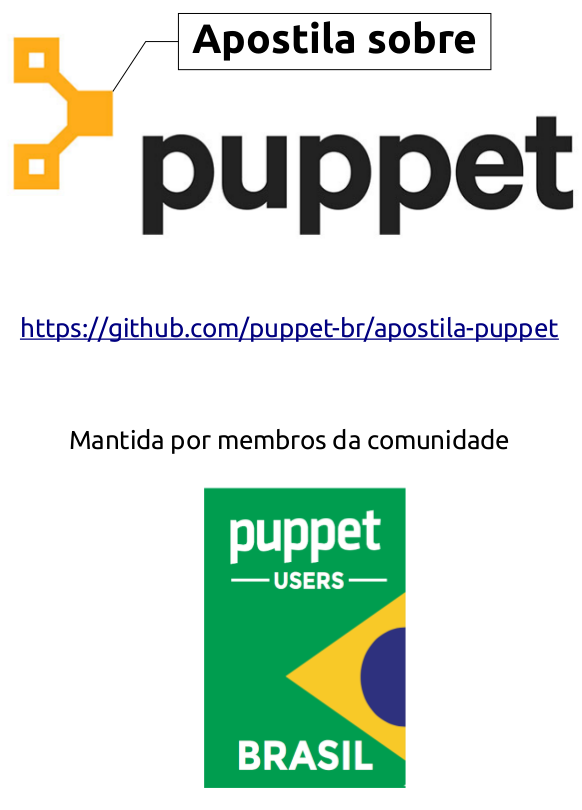 Apostila sobre
puppet
https://github.com/puppet-br/apostila-puppet
Mantida por membros da comunidade
puppet
USERS
BRASIL